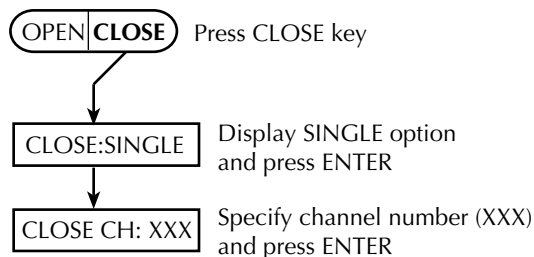 OPEN CLOSE Press CLOSE key
CLOSE:SINGLE Display SINGLE option
and press ENTER
CLOSE CH: XXX Specify channel number (XXX)
and press ENTER